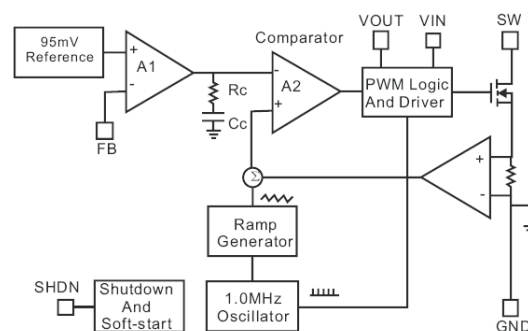 VOUT
VIN
SW
95mV
Reference
+
-
A1
Comparator
-
A2
+
PWM Logic
And Driver
Rc
Cc
FB
Σ
+
-
Ramp
Generator
SHDN
Shutdown
And
Soft-start
1.0MHz
Oscillator
GND